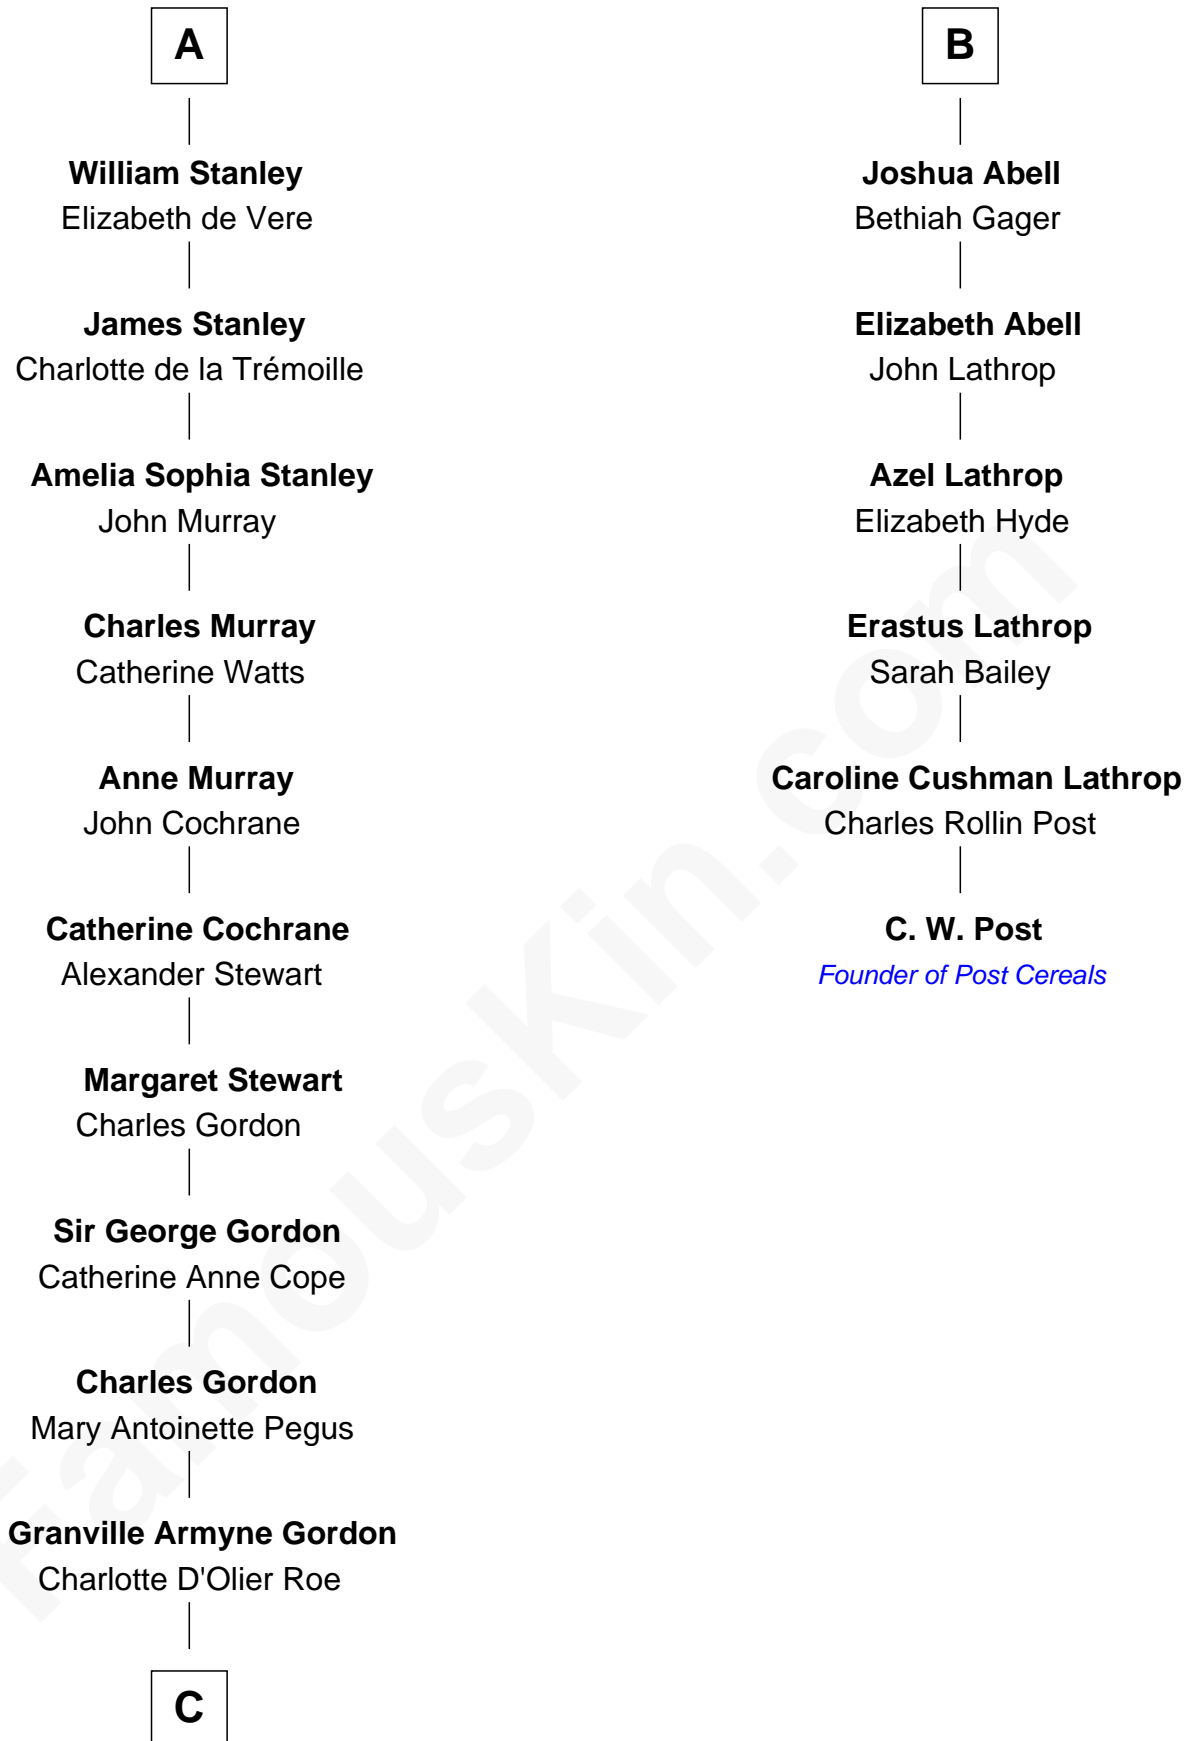 A
William Stanley
Elizabeth de Vere
James Stanley
Charlotte de la Trémoille
Amelia Sophia Stanley
John Murray
Charles Murray
Catherine Watts
Anne Murray
John Cochrane
Catherine Cochrane
Alexander Stewart
Margaret Stewart
Charles Gordon
Sir George Gordon
Catherine Anne Cope
Charles Gordon
Mary Antoinette Pegus
Granville Armyne Gordon
Charlotte D'Olier Roe
C
B
Joshua Abell
Bethiah Gager
Elizabeth Abell
John Lathrop
Azel Lathrop
Elizabeth Hyde
Erastus Lathrop
Sarah Bailey
Caroline Cushman Lathrop
Charles Rollin Post
C. W. Post
Founder of Post Cereals
FamousKin.com